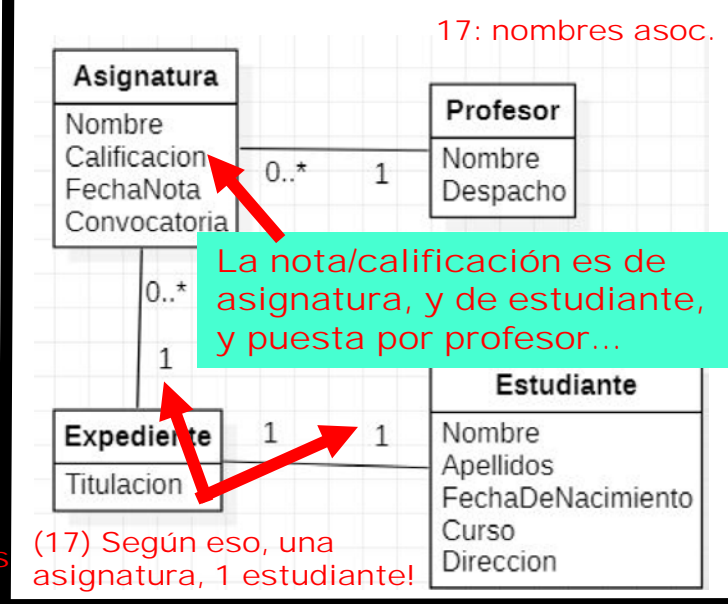 17: nombres asoc.
Asignatura
Nombre
Calificacion
FechaNota
Convocatoria
0..*
1
Profesor
Nombre
Despacho
La nota/calificación es de
asignatura, y de estudiante,
y puesta por profesor...
0..*
1
Expediente
Titulacion
1
1
Estudiante
Nombre
Apellidos
FechaDeNacimiento
Curso
Direccion
s
(17) Según eso, una
asignatura, 1 estudiante!